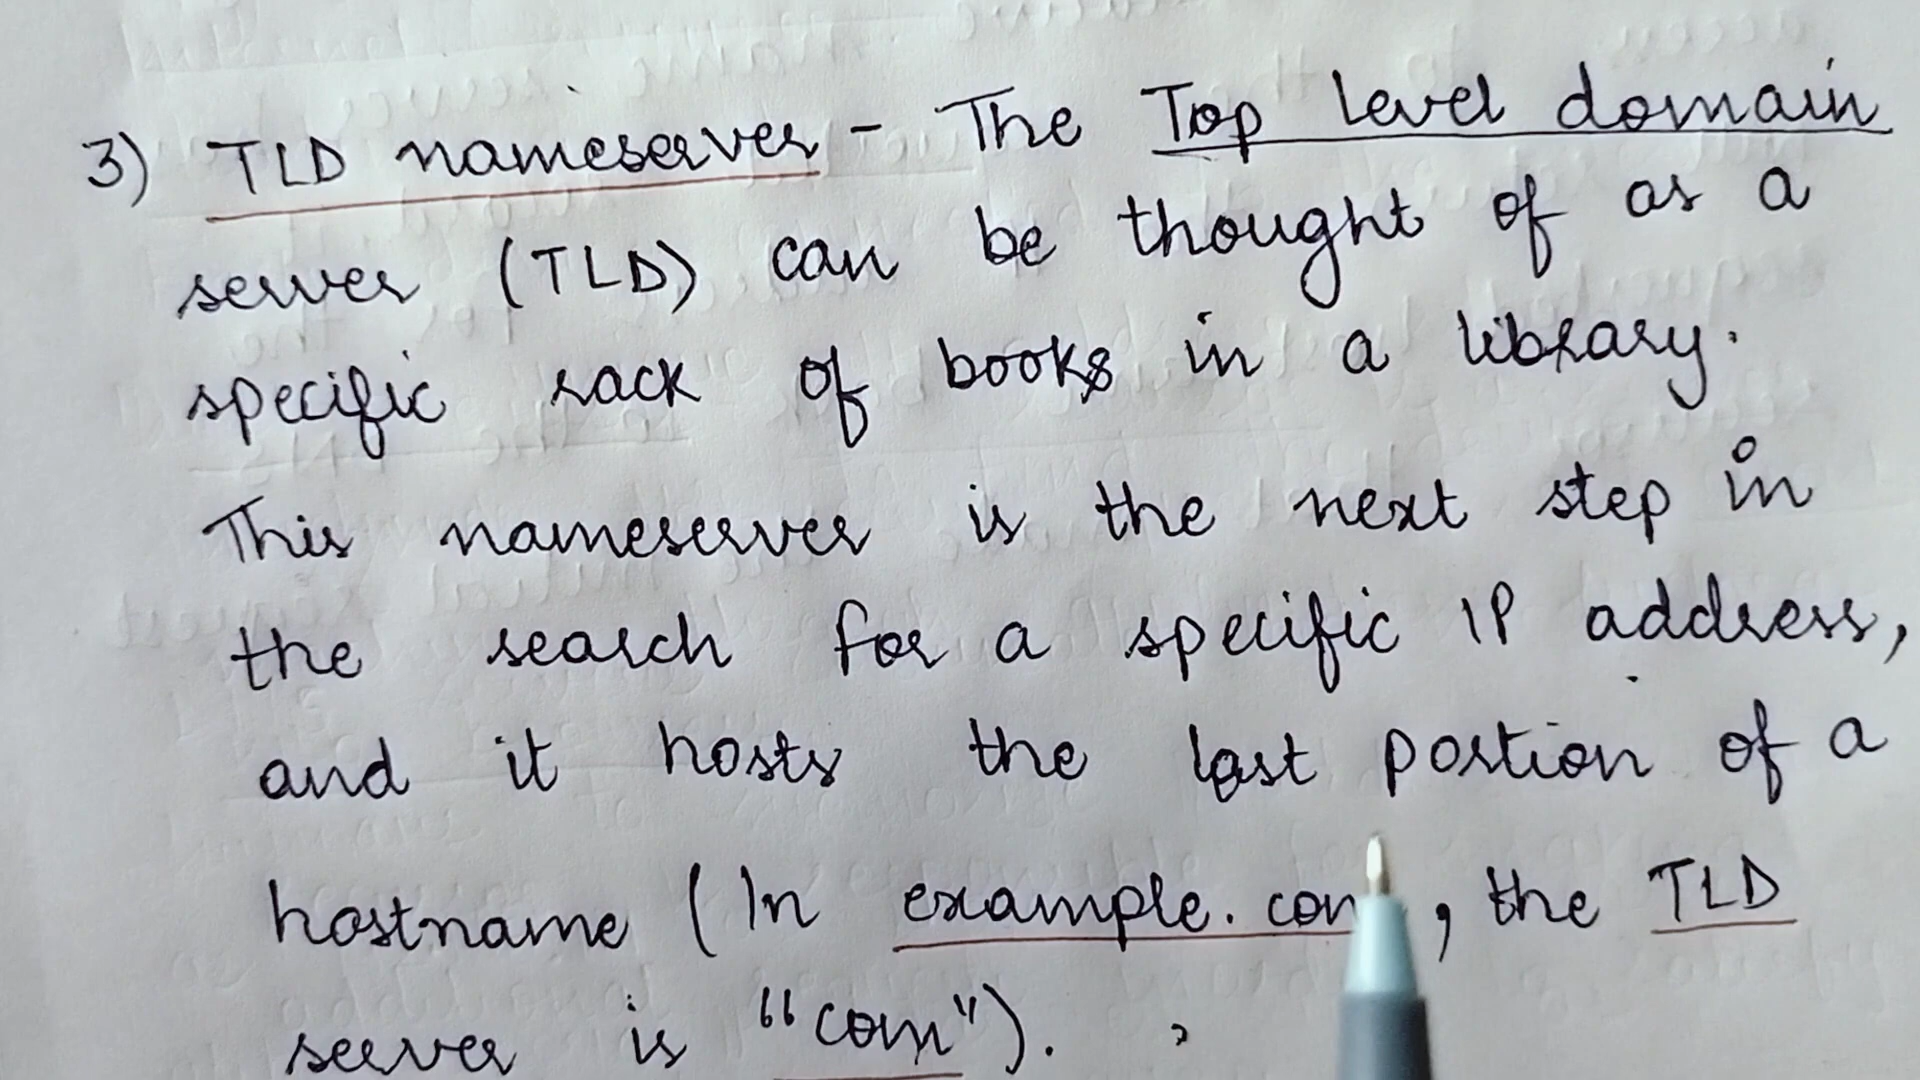 3) TLD nameserver - The Top level domain
server (TLD) can be thought of as a
specific rack of books in a library.
This nameserver is the next step in
the search for a specific IP address,
and it hosts the last portion of a
hostname (In example.com, the TLD
server is "com").